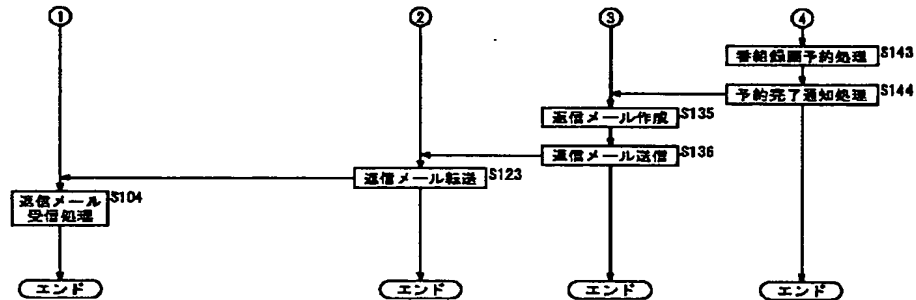 ① ② ③ ④
番組録画予約処理 S143
予約完了通知処理 S144
返信メール作成 S135
返信メール送信 S136
返信メール転送 S123
返信メール S104
受信処理
エンド エンド エンド エンド